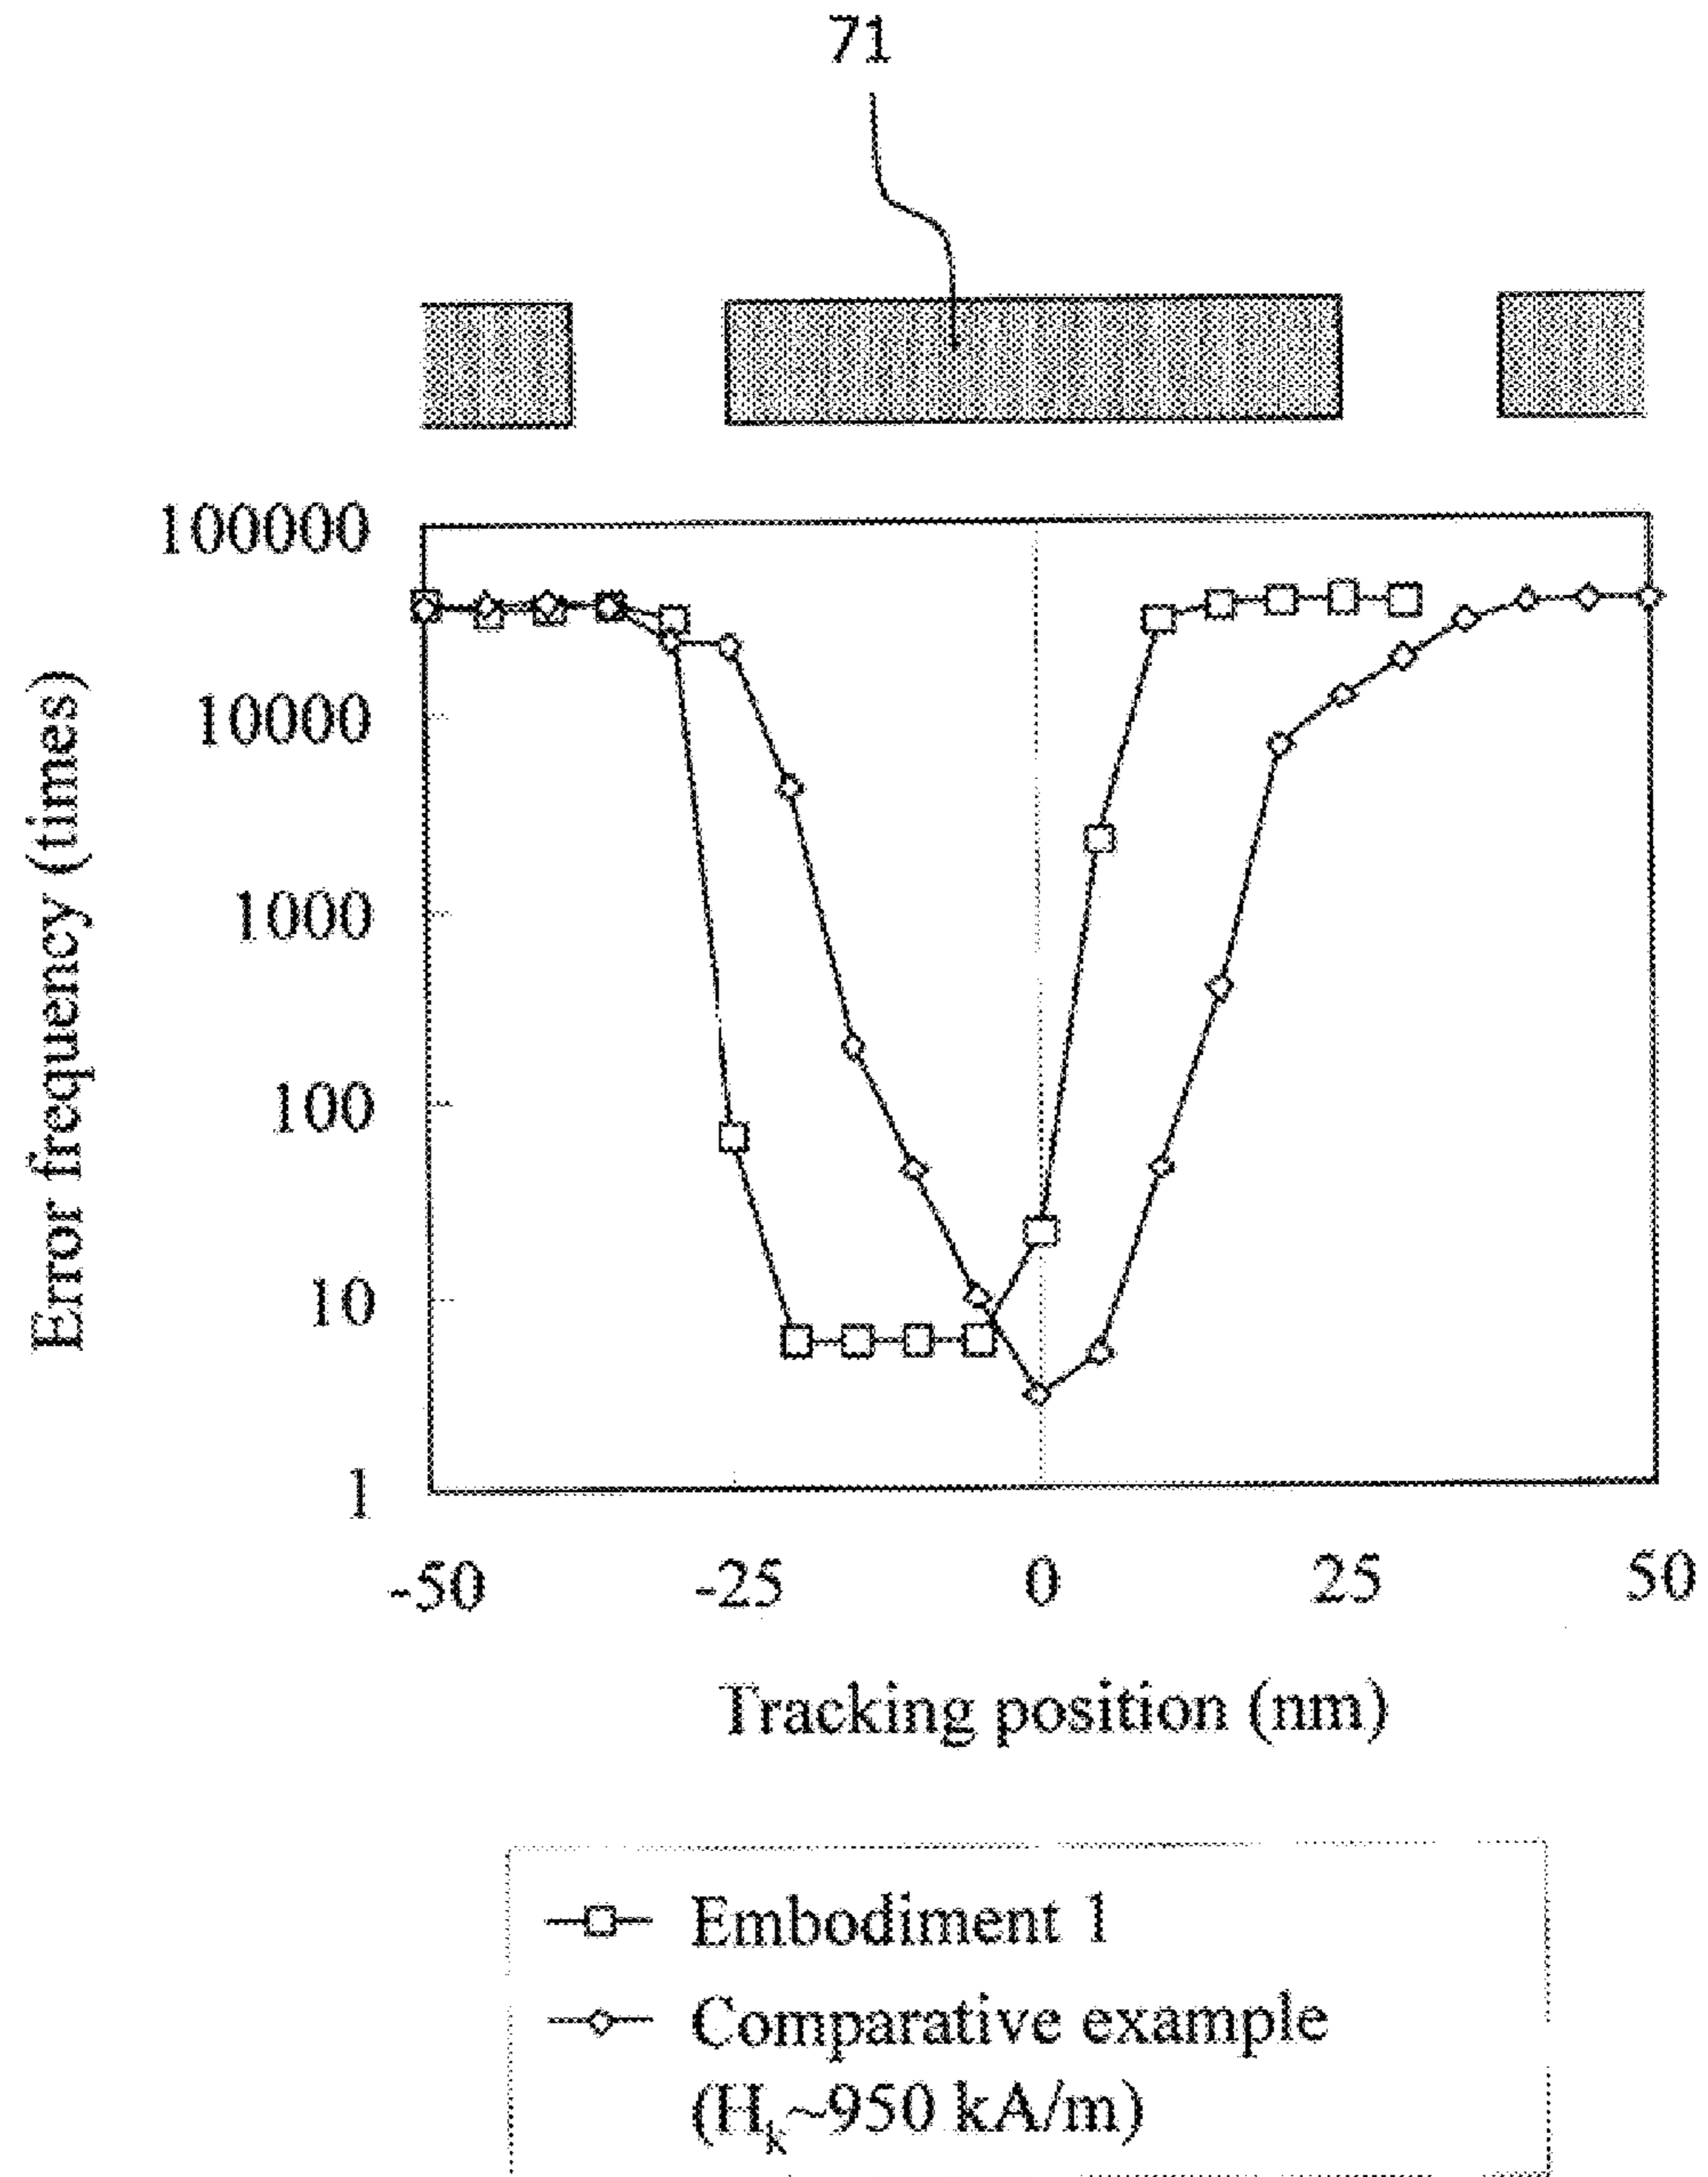 71
100000
10000
1000
100
10
1
Error frequency (times)
-50 -25 0 25 50
Tracking position (nm)
Embodiment 1
Comparative example
(Hk~950 kA/m)